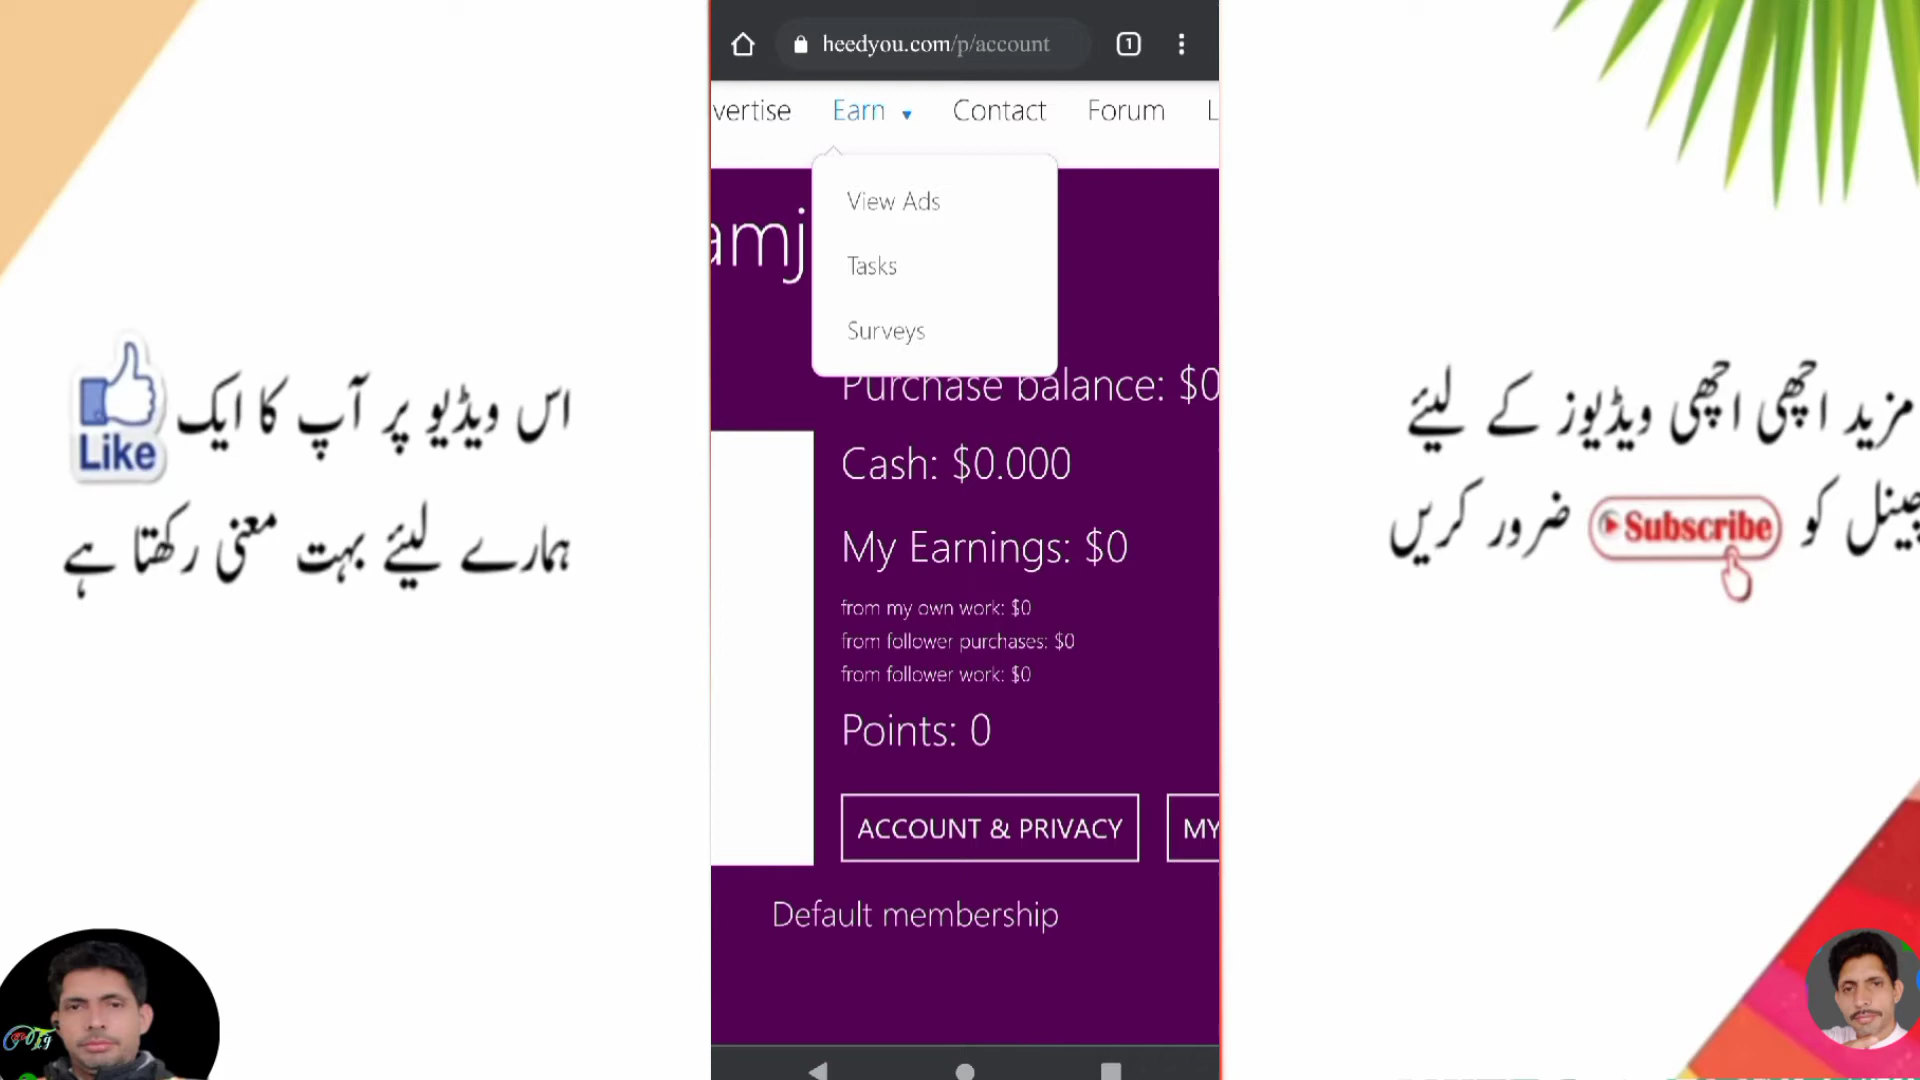 heedyou.com/p/account
1
vertise Earn Contact Forum L
View Ads
Tasks
Surveys
amj
Purchase balance: $0
Cash: $0.000
My Earnings: $0
from my own work: $0
from follower purchases: $0
from follower work: $0
Points: 0
ACCOUNT & PRIVACY
MY
Default membership
اس ویڈیو پر آپ کا ایک Like
ہمارے لیئے بہت معنی رکھتا ہے
مزید اچھی اچھی ویڈیوز کے لیئے
چینل کو Subscribe ضرور کریں